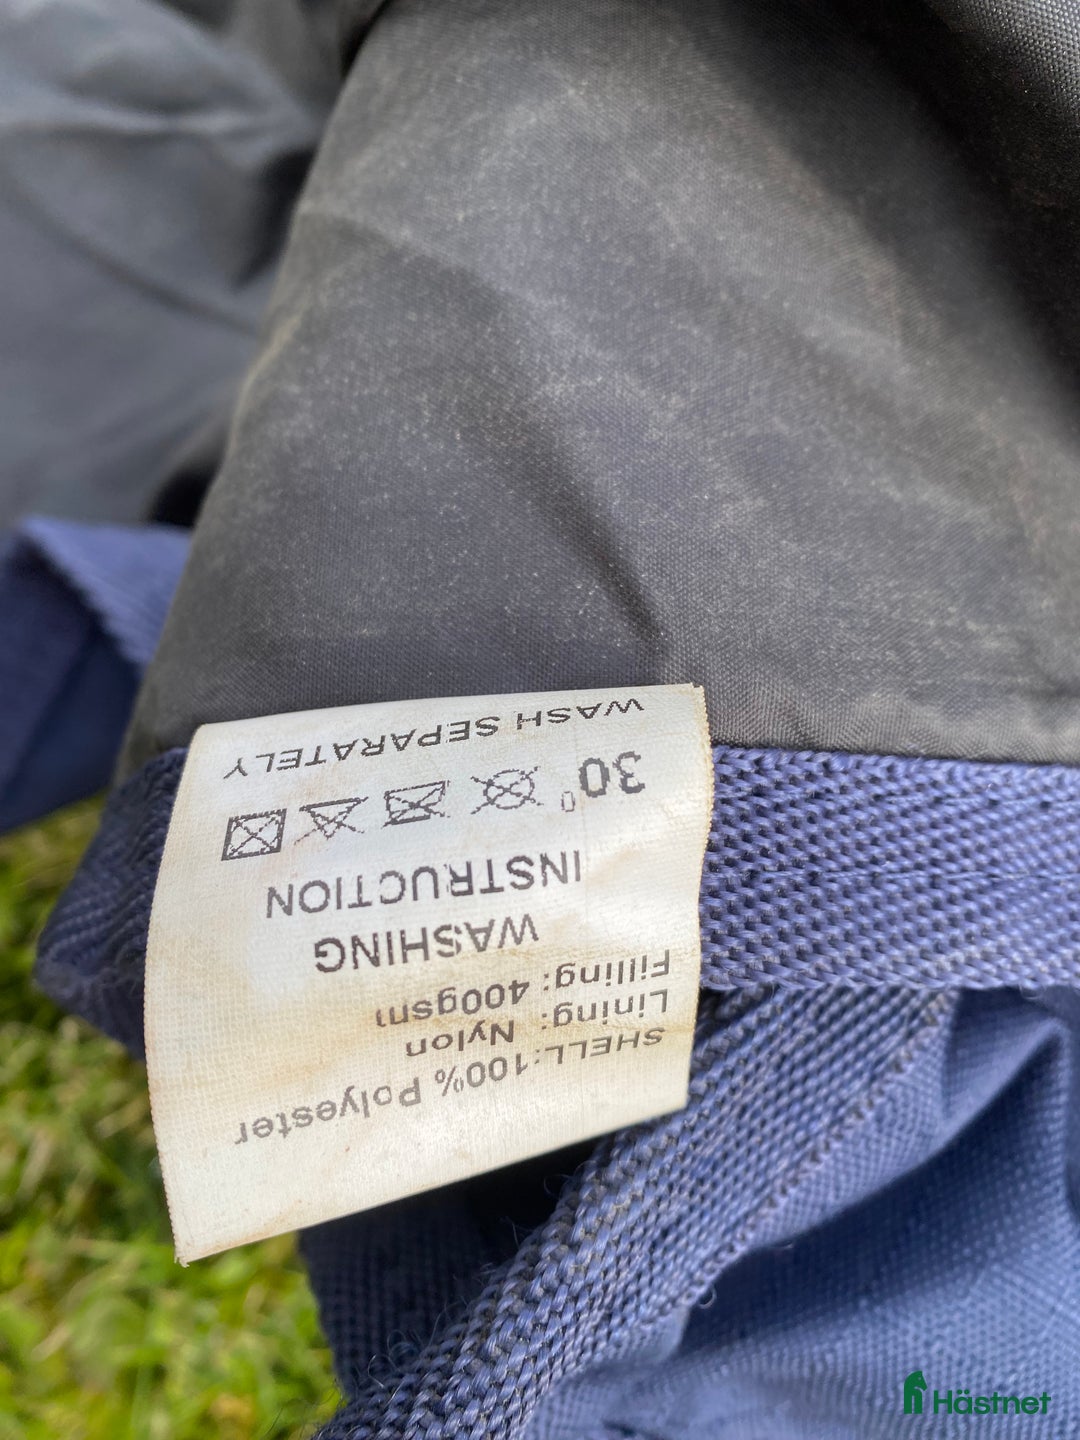 SHELL:100% Polyester
Lining: Nylon
Filling: 400gsm
WASHING
INSTRUCTION
30°
WASH SEPARATELY
Hästnet